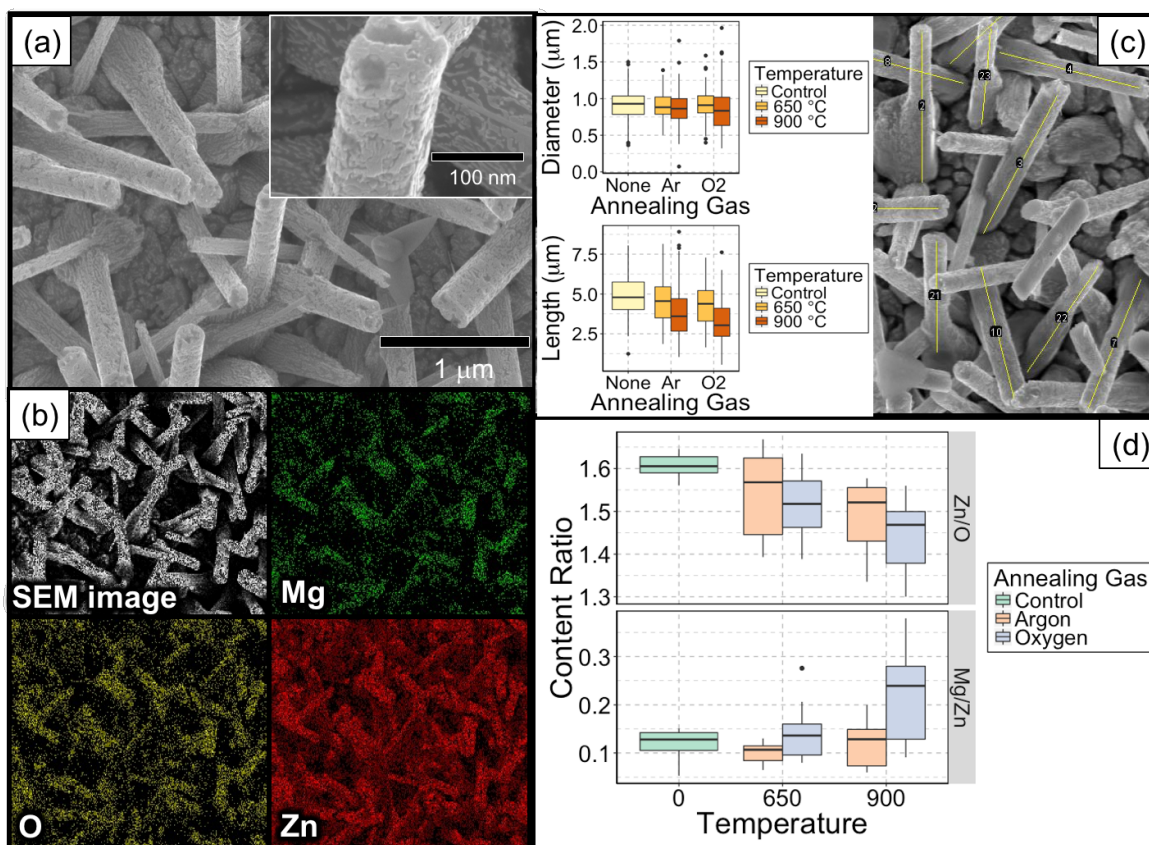 (a)
100 nm
1 μm
(b)
SEM image
Mg
O
Zn
Diameter (μm)
2.0
1.5
1.0
0.5
0.0
None Ar O2
Annealing Gas
Temperature
Control
650 °C
900 °C
Length (μm)
7.5
5.0
2.5
None Ar O2
Annealing Gas
Temperature
Control
650 °C
900 °C
(c)
8
2
23
4
3
2
21
10
22
7
(d)
Content Ratio
1.6
1.5
1.4
1.3
Zn/O
0.3
0.2
0.1
Mg/Zn
0 650 900
Temperature
Annealing Gas
Control
Argon
Oxygen